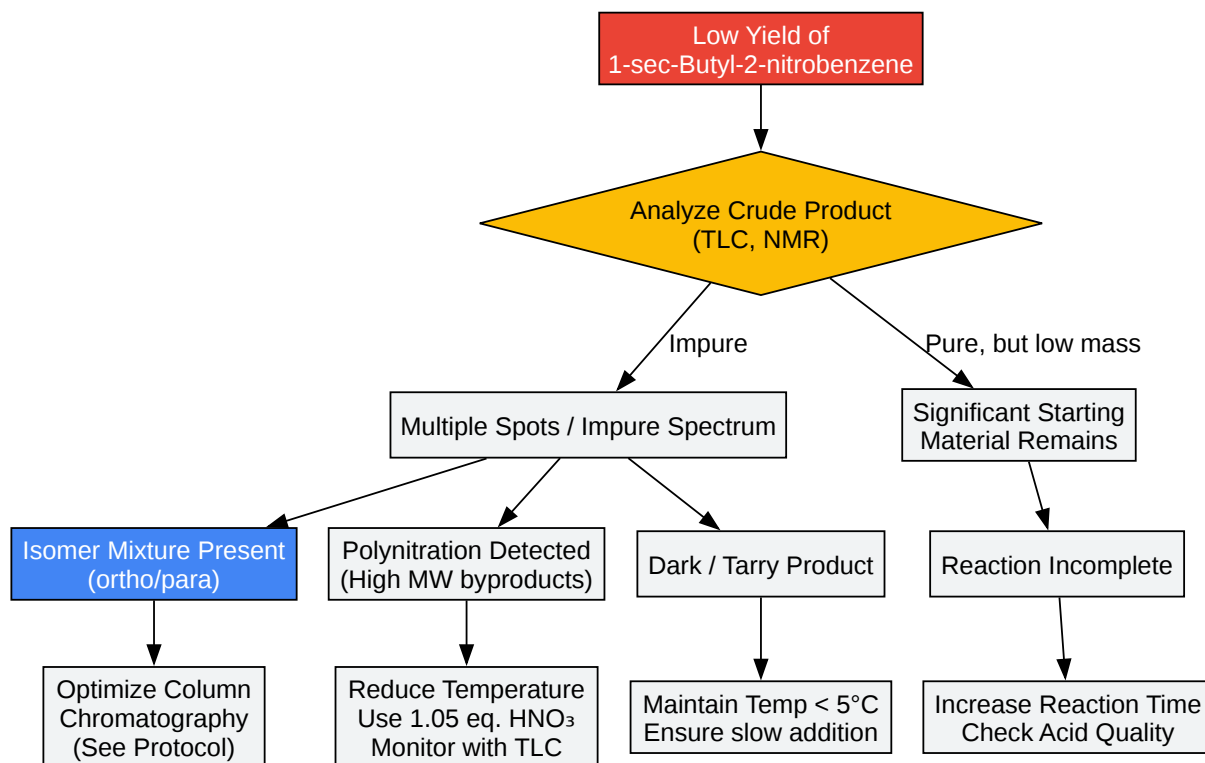 Low Yield of
1-sec-Butyl-2-nitrobenzene
Analyze Crude Product
(TLC, NMR)
Impure
Pure, but low mass
Multiple Spots / Impure Spectrum
Significant Starting
Material Remains
Isomer Mixture Present
(ortho/para)
Polynitration Detected
(High MW byproducts)
Dark / Tarry Product
Reaction Incomplete
Optimize Column
Chromatography
(See Protocol)
Reduce Temperature
Use 1.05 eq. HNO₃
Monitor with TLC
Maintain Temp < 5°C
Ensure slow addition
Increase Reaction Time
Check Acid Quality